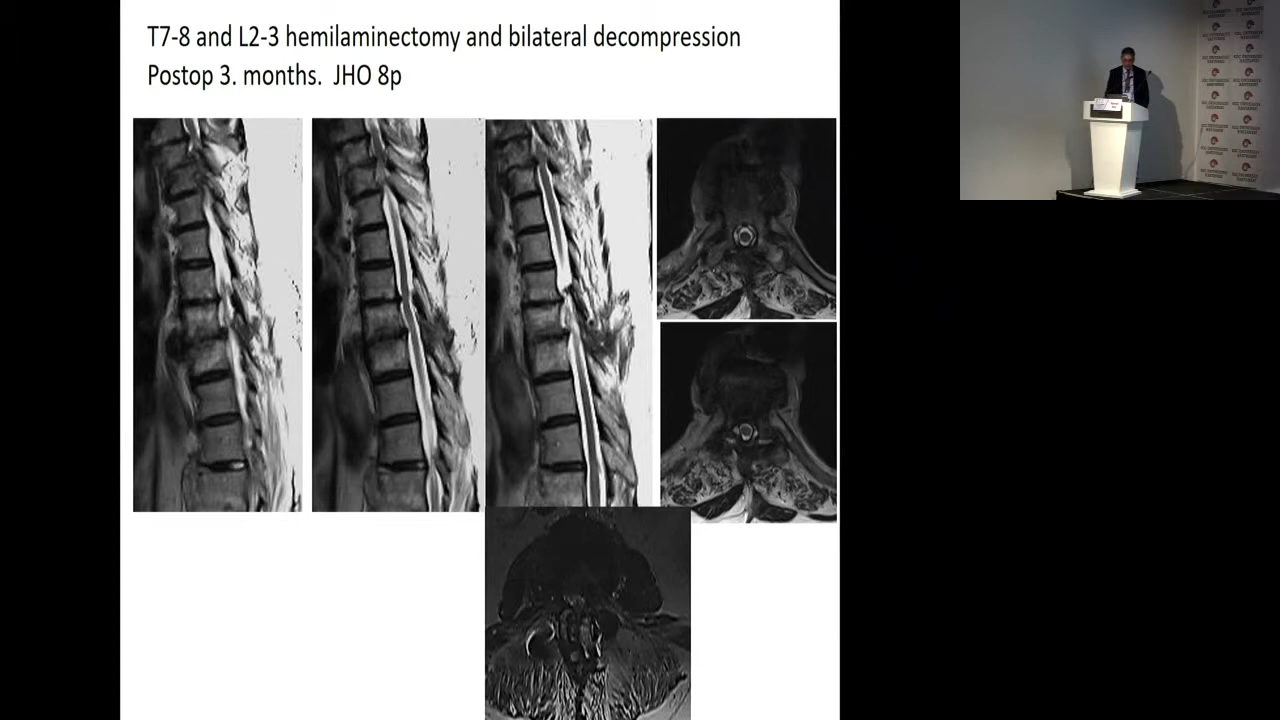 T7-8 and L2-3 hemilaminectomy and bilateral decompression
Postop 3. months.  JHO 8p